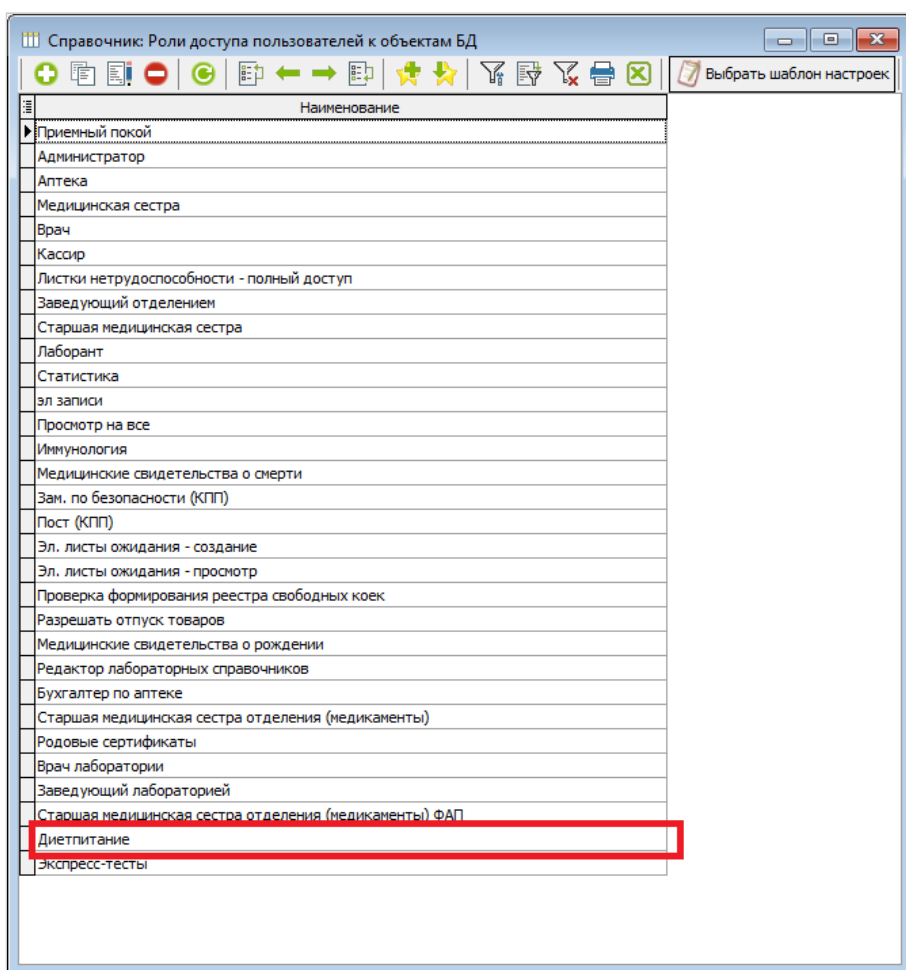 Справочник: Роли доступа пользователей к объектам БД
Выбрать шаблон настроек
Наименование
Приемный покой
Администратор
Аптека
Медицинская сестра
Врач
Кассир
Листки нетрудоспособности - полный доступ
Заведующий отделением
Старшая медицинская сестра
Лаборант
Статистика
эл записи
Просмотр на все
Иммунология
Медицинские свидетельства о смерти
Зам. по безопасности (КПП)
Пост (КПП)
Эл. листы ожидания - создание
Эл. листы ожидания - просмотр
Проверка формирования реестра свободных коек
Разрешать отпуск товаров
Медицинские свидетельства о рождении
Редактор лабораторных справочников
Бухгалтер по аптеке
Старшая медицинская сестра отделения (медикаменты)
Родовые сертификаты
Врач лаборатории
Заведующий лабораторией
Старшая медицинская сестра отделения (медикаменты) ФАП
Диетпитание
Экспресс-тесты